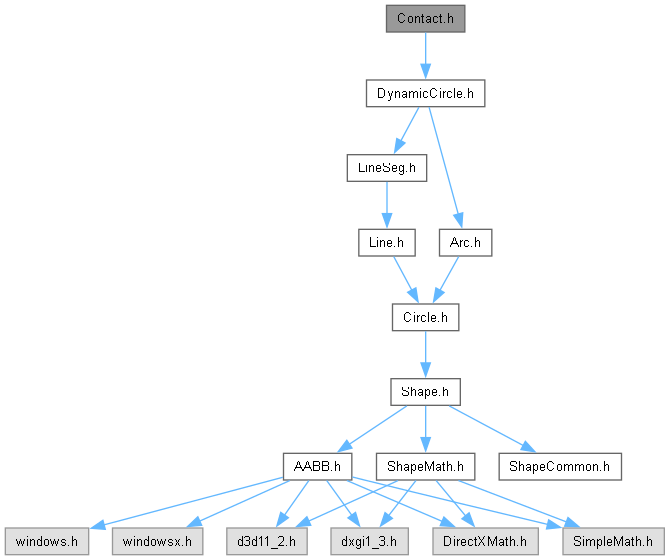 Contact.h
DynamicCircle.h
LineSeg.h
Line.h
Arc.h
Circle.h
Shape.h
AABB.h
ShapeMath.h
ShapeCommon.h
windows.h
windowsx.h
d3d11_2.h
dxgi1_3.h
DirectXMath.h
SimpleMath.h